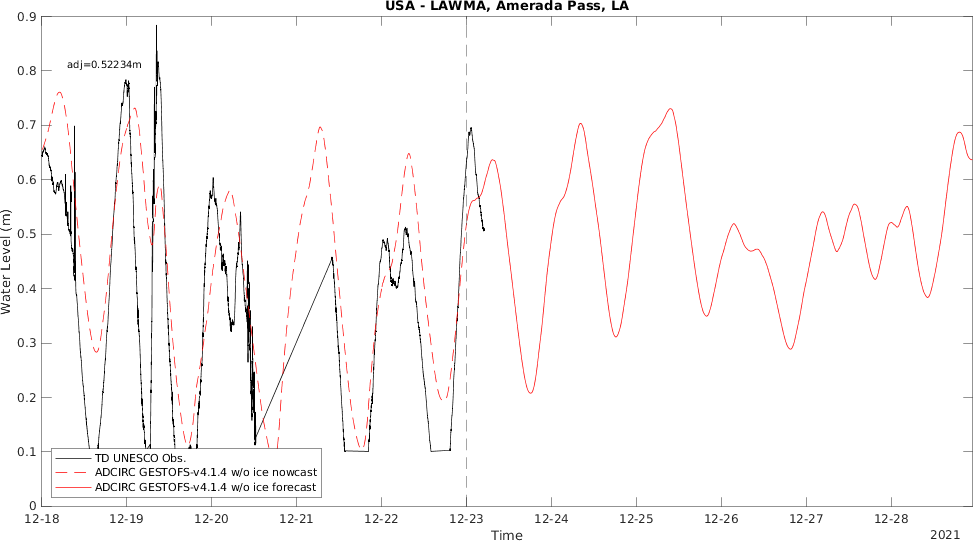 USA - LAWMA, Amerada Pass, LA
0.9
0.8
0.7
0.6
0.5
0.4
0.3
0.2
0.1
0
Water Level (m)
adj=0.52234m
TD UNESCO Obs.
ADCIRC GESTOFS-v4.1.4 w/o ice nowcast
ADCIRC GESTOFS-v4.1.4 w/o ice forecast
12-18 12-19 12-20 12-21 12-22 12-23 12-24 12-25 12-26 12-27 12-28
Time
2021